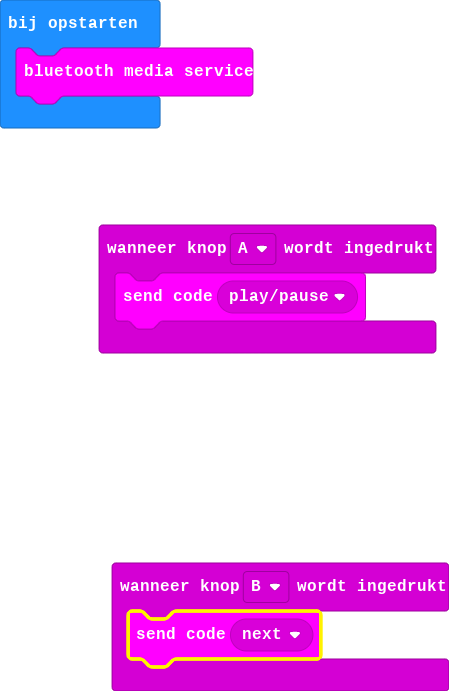 bij opstarten
bluetooth media service
wanneer knop A wordt ingedrukt
send code play/pause
wanneer knop B wordt ingedrukt
send code next